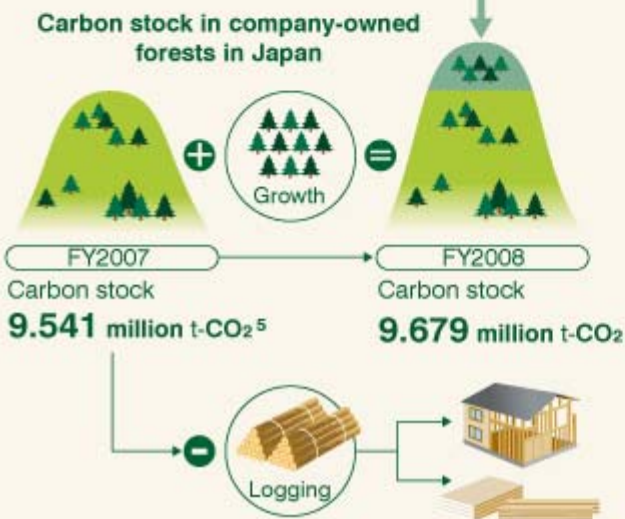 Carbon stock in company-owned
forests in Japan
Growth
FY2007
FY2008
Carbon stock
9.541 million t-CO2 5
Carbon stock
9.679 million t-CO2
Logging